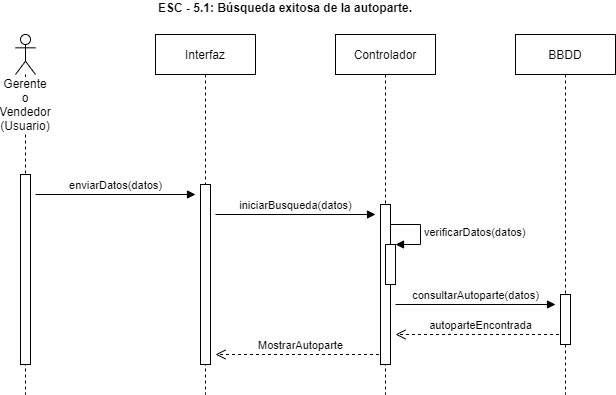 ESC - 5.1: Búsqueda exitosa de la autoparte.
Gerente
o
Vendedor
(Usuario)
Interfaz
Controlador
BBDD
enviarDatos(datos)
iniciarBusqueda(datos)
verificarDatos(datos)
consultarAutoparte(datos)
autoparteEncontrada
MostrarAutoparte